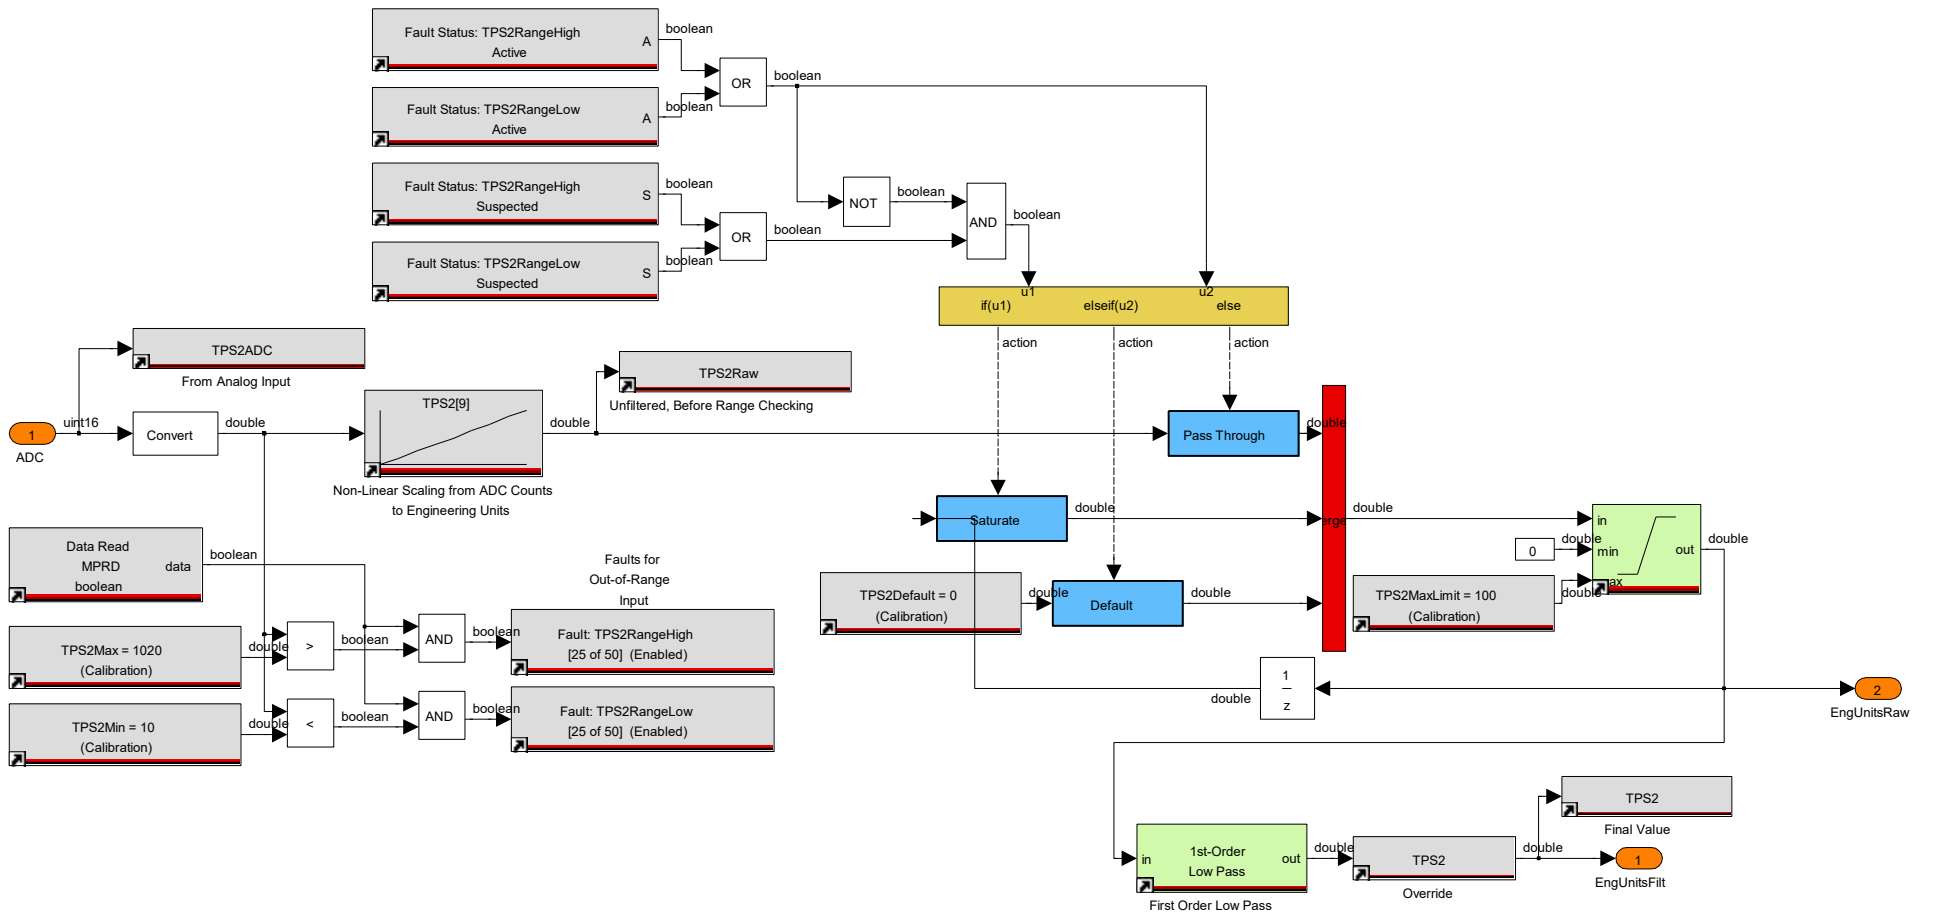 Fault Status: TPS2RangeHigh
Active
A
boolean
Fault Status: TPS2RangeLow
Active
A
boolean
OR
boolean
Fault Status: TPS2RangeHigh
Suspected
S
boolean
Fault Status: TPS2RangeLow
Suspected
S
boolean
OR
boolean
NOT
boolean
AND
boolean
u1
u2
if(u1)
elseif(u2)
else
action
action
action
TPS2ADC
From Analog Input
TPS2Raw
Unfiltered, Before Range Checking
1
ADC
uint16
Convert
double
TPS2[9]
Non-Linear Scaling from ADC Counts
to Engineering Units
double
Pass Through
double
Saturate
double
TPS2Default = 0
(Calibration)
double
Default
double
erge
double
0
double
TPS2MaxLimit = 100
(Calibration)
double
in
min
ax
out
double
Data Read
MPRD
boolean
data
boolean
TPS2Max = 1020
(Calibration)
double
>
boolean
AND
boolean
TPS2Min = 10
(Calibration)
double
<
boolean
AND
boolean
Faults for
Out-of-Range
Input
Fault: TPS2RangeHigh
[25 of 50]  (Enabled)
Fault: TPS2RangeLow
[25 of 50]  (Enabled)
1
z
double
2
EngUnitsRaw
in
1st-Order
Low Pass
out
First Order Low Pass
double
TPS2
Override
double
TPS2
Final Value
1
EngUnitsFilt